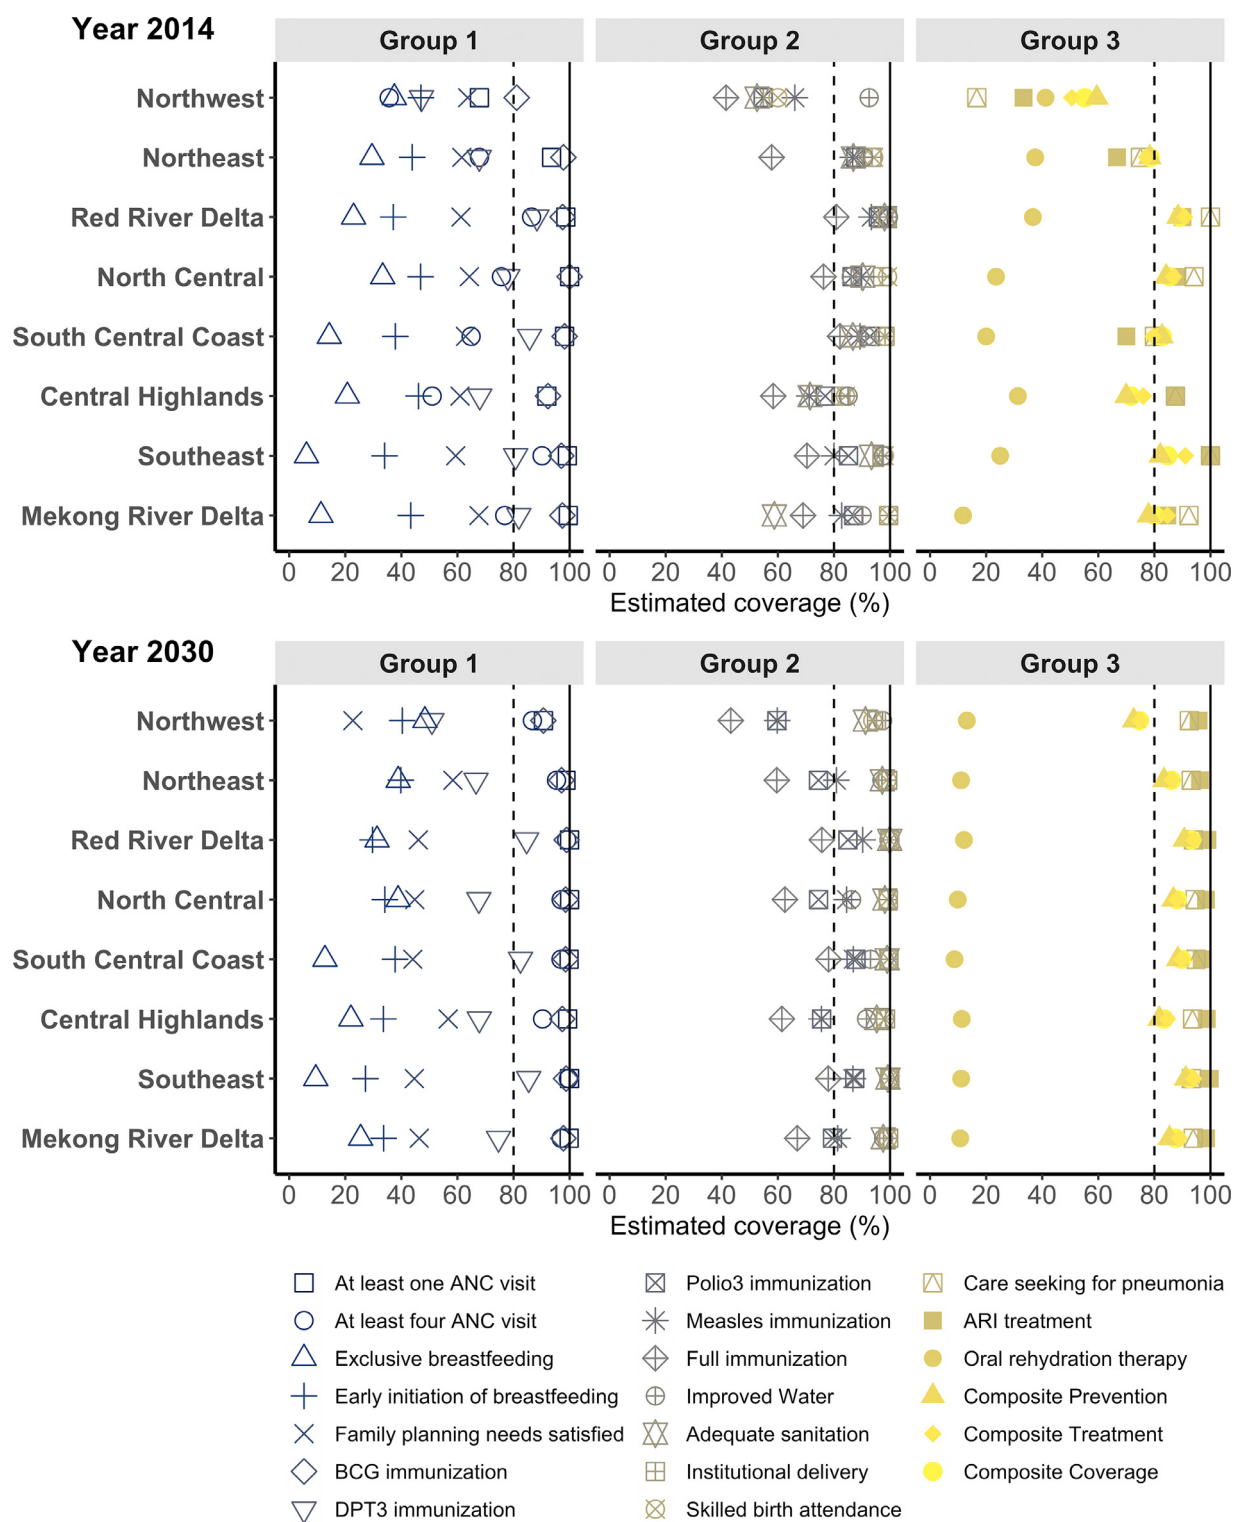 Year 2014
Group 1 Group 2 Group 3
Northwest
Northeast
Red River Delta
North Central
South Central Coast
Central Highlands
Southeast
Mekong River Delta
0 20 40 60 80 100 0 20 40 60 80 100 0 20 40 60 80 100
Estimated coverage (%)
Year 2030
Group 1 Group 2 Group 3
Northwest
Northeast
Red River Delta
North Central
South Central Coast
Central Highlands
Southeast
Mekong River Delta
0 20 40 60 80 100 0 20 40 60 80 100 0 20 40 60 80 100
Estimated coverage (%)
At least one ANC visit Polio3 immunization Care seeking for pneumonia
At least four ANC visit Measles immunization ARI treatment
Exclusive breastfeeding Full immunization Oral rehydration therapy
Early initiation of breastfeeding Improved Water Composite Prevention
Family planning needs satisfied Adequate sanitation Composite Treatment
BCG immunization Institutional delivery Composite Coverage
DPT3 immunization Skilled birth attendance